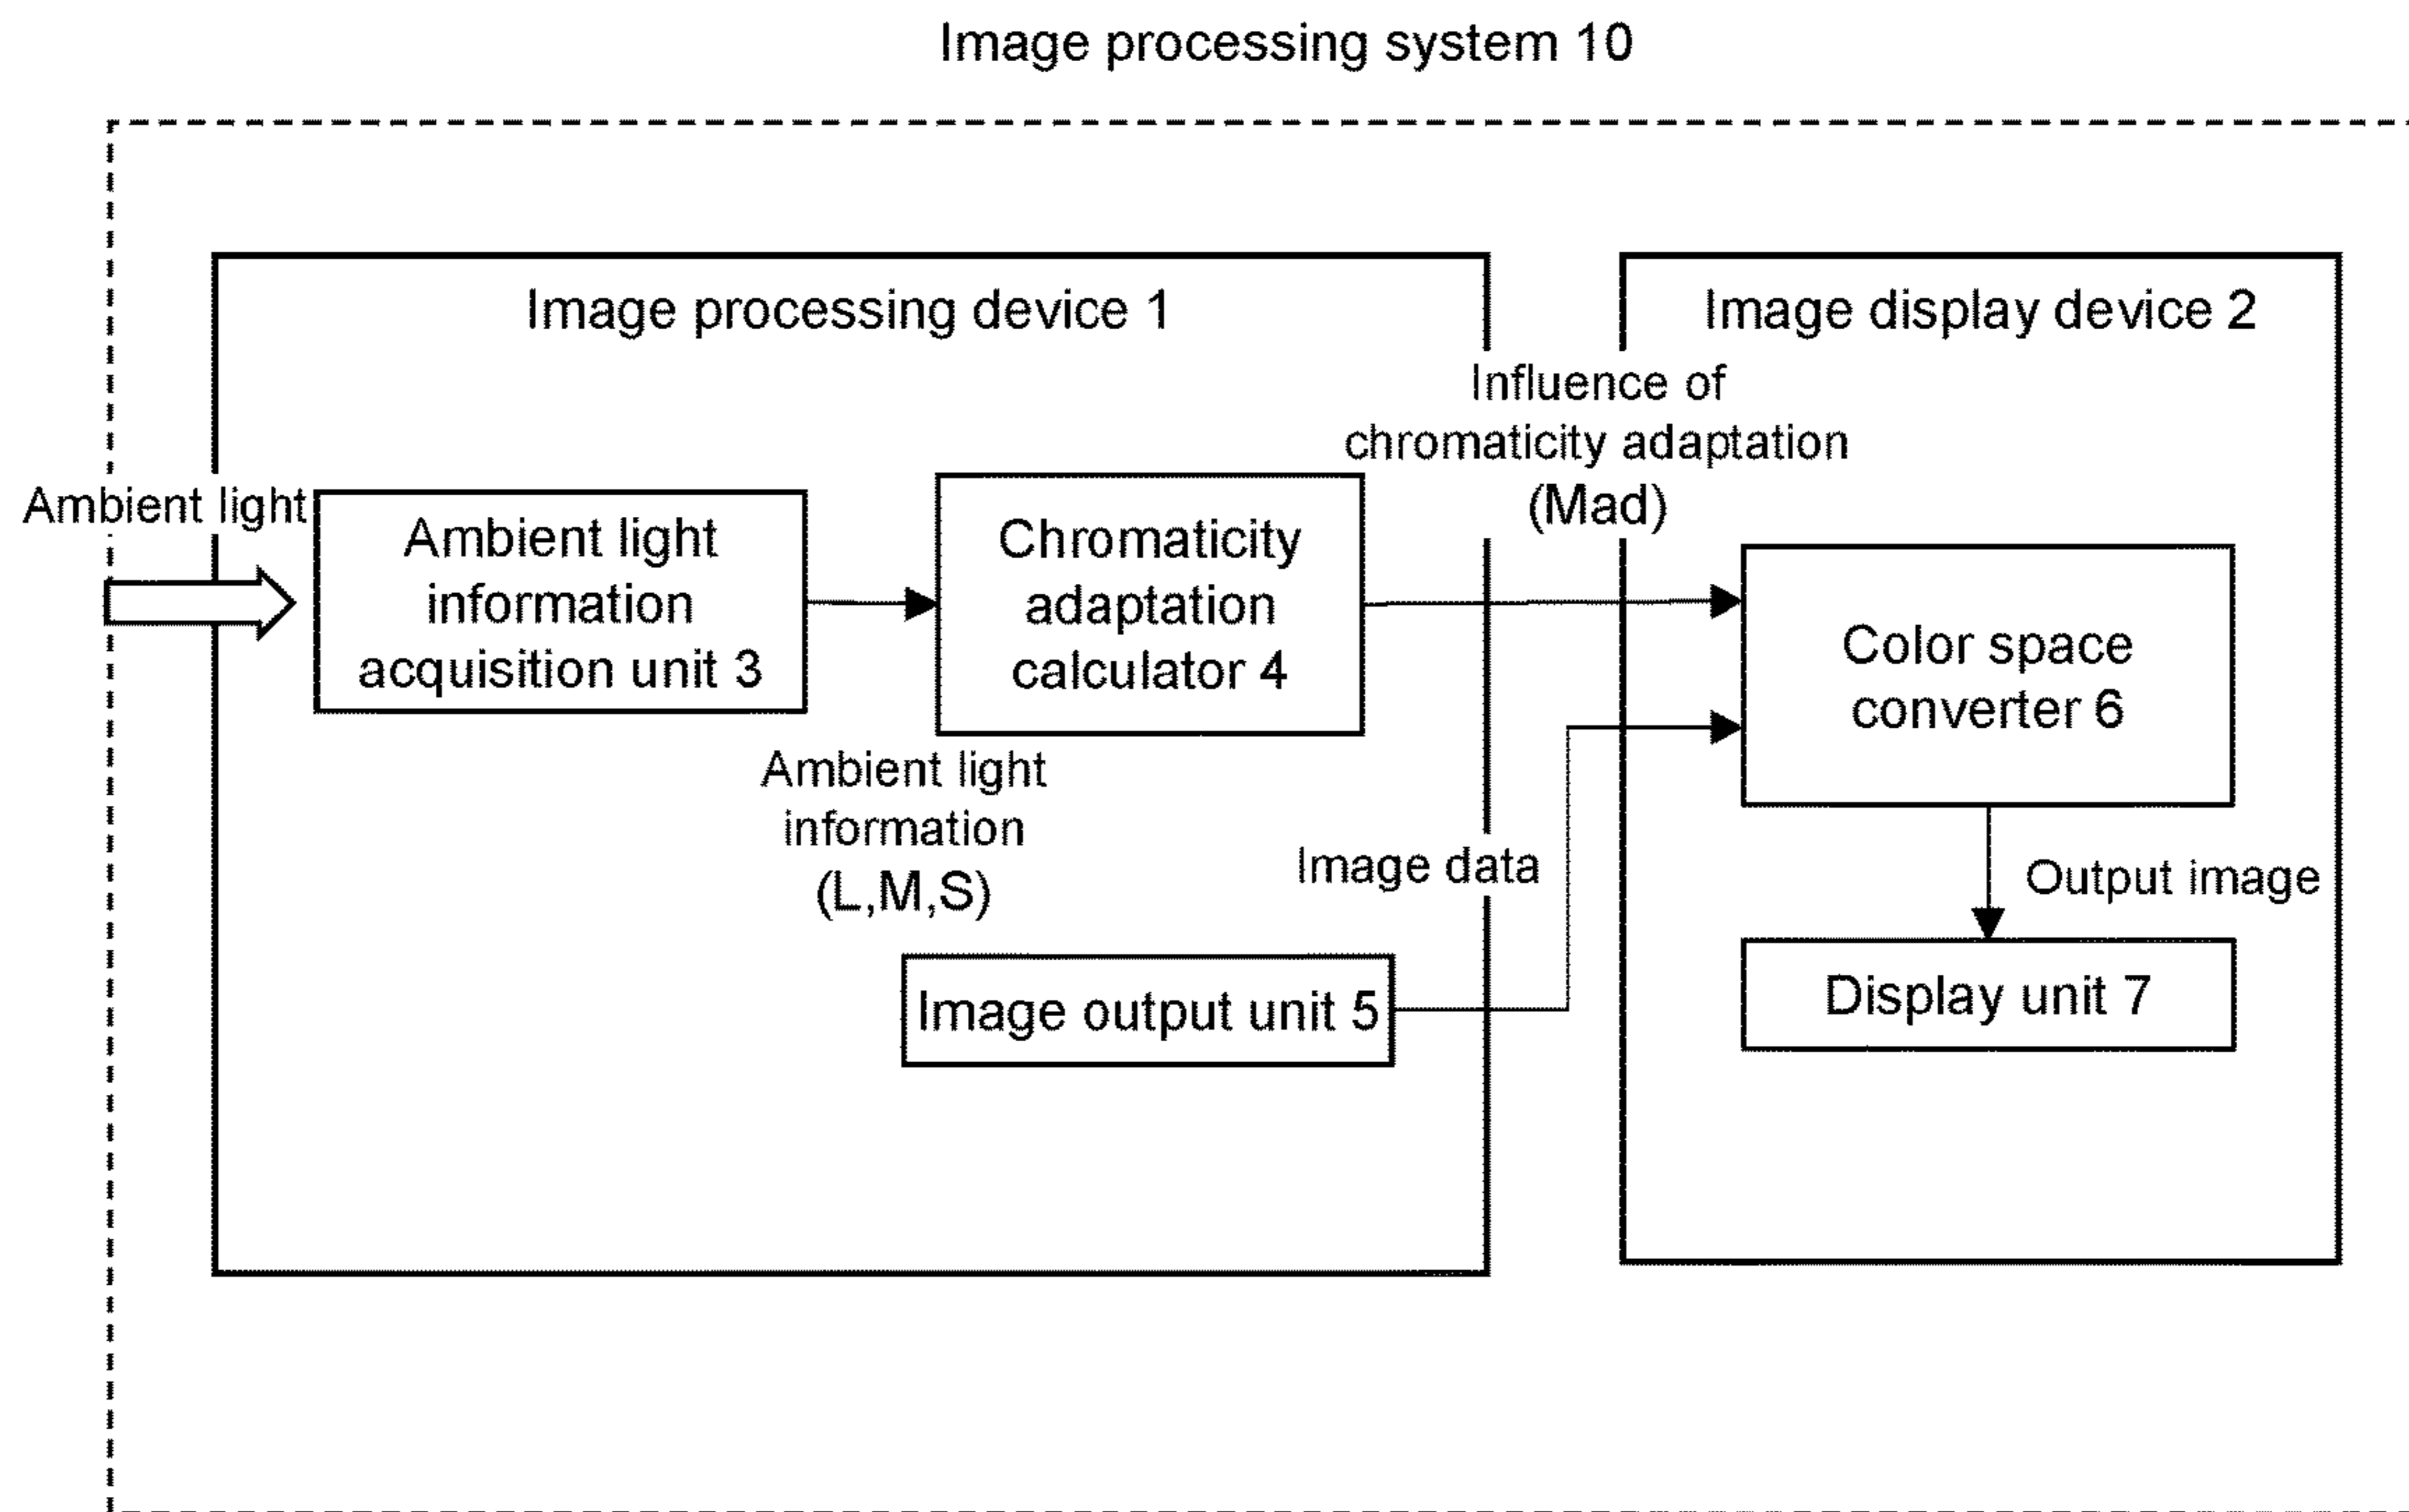 Image processing system 10
Image processing device 1
Image display device 2
Influence of
chromaticity adaptation
(Mad)
Ambient light
Ambient light
information
acquisition unit 3
Chromaticity
adaptation
calculator 4
Color space
converter 6
Ambient light
information
(L,M,S)
Image data
Output image
Image output unit 5
Display unit 7